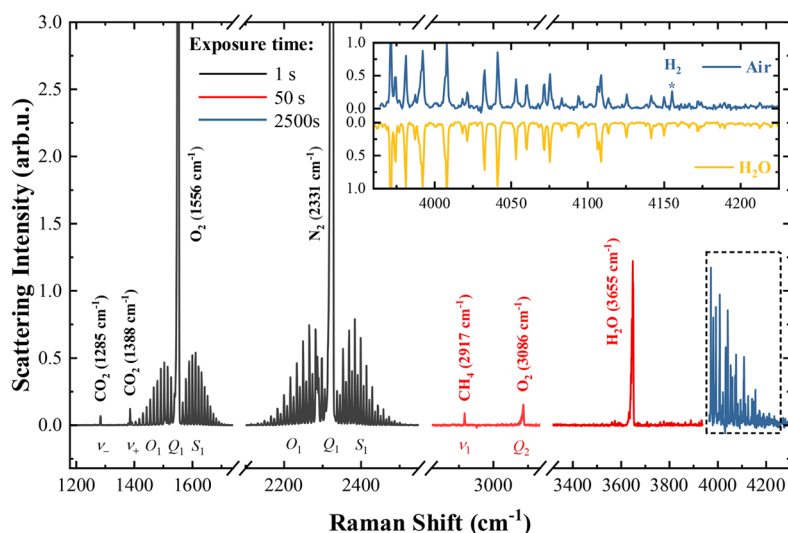 Scattering Intensity (arb.u.)
3.0
2.5
2.0
1.5
1.0
0.5
0.0
Exposure time:
1 s
50 s
2500s
CO₂ (1285 cm⁻¹)
CO₂ (1388 cm⁻¹)
O₂ (1556 cm⁻¹)
N₂ (2331 cm⁻¹)
CH₄ (2917 cm⁻¹)
O₂ (3086 cm⁻¹)
H₂O (3655 cm⁻¹)
ν₋ ν₊ O₁ Q₁ S₁
O₁ Q₁ S₁
ν₁ Q₂
1.0
0.5
0.0
0.5
1.0
H₂
*
Air
H₂O
4000 4050 4100 4150 4200
1200 1400 1600 2200 2400 3000 3400 3600 3800 4000 4200
Raman Shift (cm⁻¹)